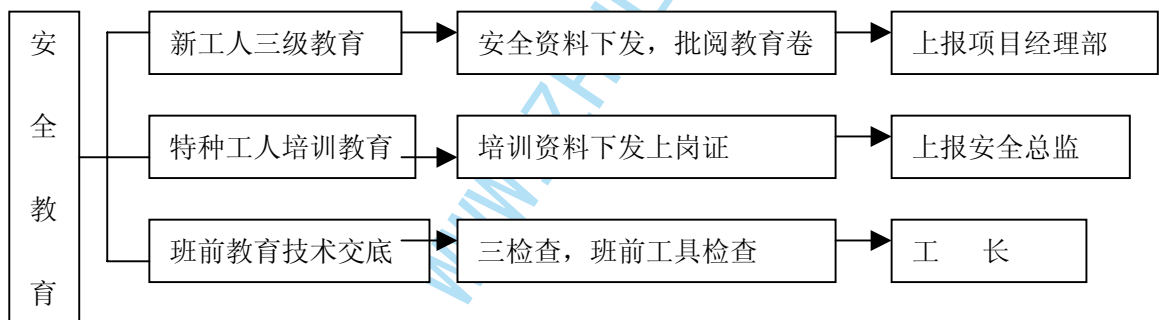 安全教育
新工人三级教育
安全资料下发，批阅教育卷
上报项目经理部
特种工人培训教育
培训资料下发上岗证
上报安全总监
班前教育技术交底
三检查，班前工具检查
工 长